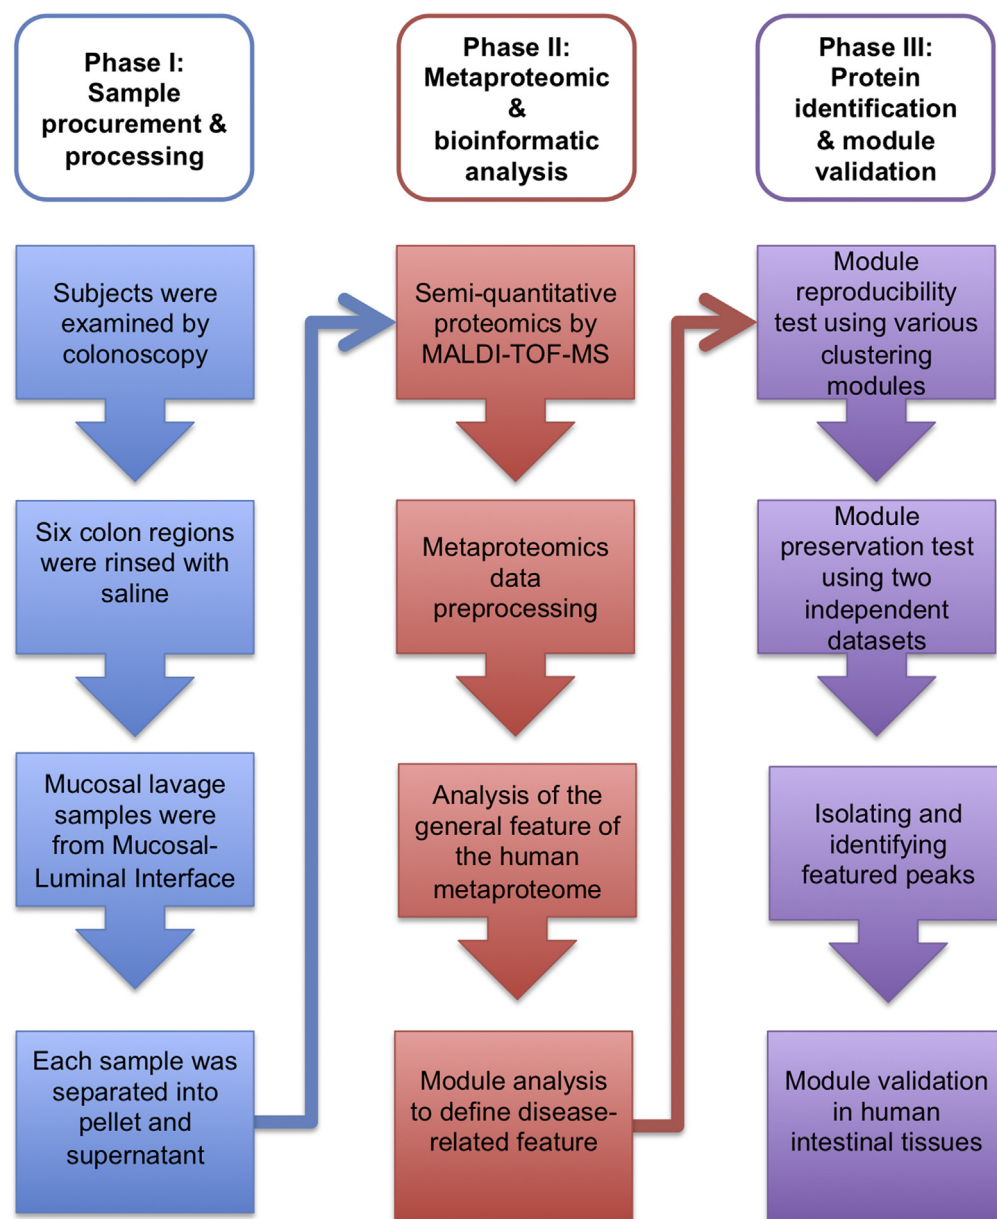 Phase I:
Sample
procurement &
processing
Subjects were
examined by
colonoscopy
Six colon regions
were rinsed with
saline
Mucosal lavage
samples were
from Mucosal-
Luminal Interface
Each sample was
separated into
pellet and
supernatant
Phase II:
Metaproteomic
&
bioinformatic
analysis
Semi-quantitative
proteomics by
MALDI-TOF-MS
Metaproteomics
data
preprocessing
Analysis of the
general feature of
the human
metaproteome
Module analysis
to define disease-
related feature
Phase III:
Protein
identification
& module
validation
Module
reproducibility
test using various
clustering
modules
Module
preservation test
using two
independent
datasets
Isolating and
identifying
featured peaks
Module validation
in human
intestinal tissues